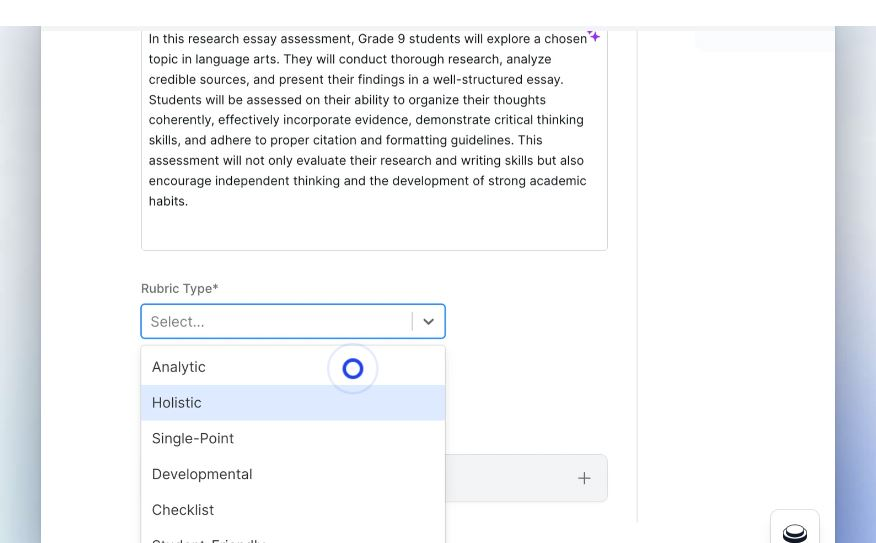 In this research essay assessment, Grade 9 students will explore a chosen
topic in language arts. They will conduct thorough research, analyze
credible sources, and present their findings in a well-structured essay.
Students will be assessed on their ability to organize their thoughts
coherently, effectively incorporate evidence, demonstrate critical thinking
skills, and adhere to proper citation and formatting guidelines. This
assessment will not only evaluate their research and writing skills but also
encourage independent thinking and the development of strong academic
habits.
Rubric Type*
Select...
Analytic
Holistic
Single-Point
Developmental
Checklist